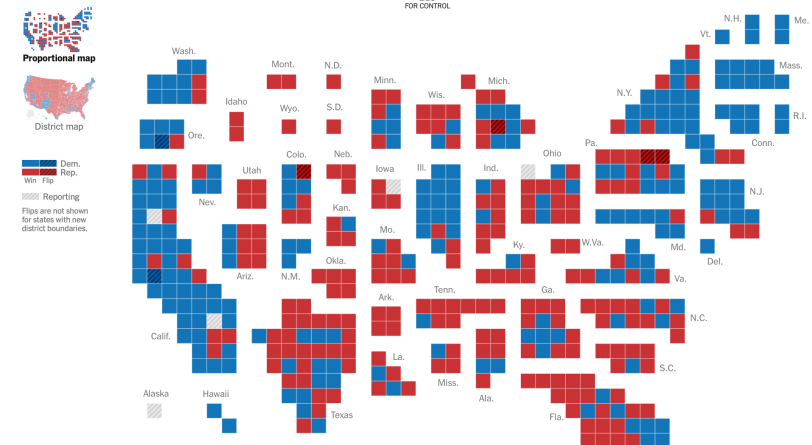 FOR CONTROL
Proportional map
District map
Dem.
Rep.
Win Flip
Reporting
Flips are not shown
for states with new
district boundaries.
N.H.
Me.
Vt.
Wash.
Mont.
N.D.
Minn.
Wis.
Mich.
Mass.
N.Y.
Idaho
Wyo.
S.D.
R.I.
Ore.
Pa.
Conn.
Colo.
Neb.
Iowa
Ill.
Ind.
Ohio
Utah
Nev.
N.J.
Kan.
Mo.
Ky.
W.Va.
Md.
Del.
Okla.
Ariz.
N.M.
Va.
Tenn.
Ga.
Ark.
N.C.
Calif.
La.
S.C.
Miss.
Ala.
Alaska
Hawaii
Texas
Fla.